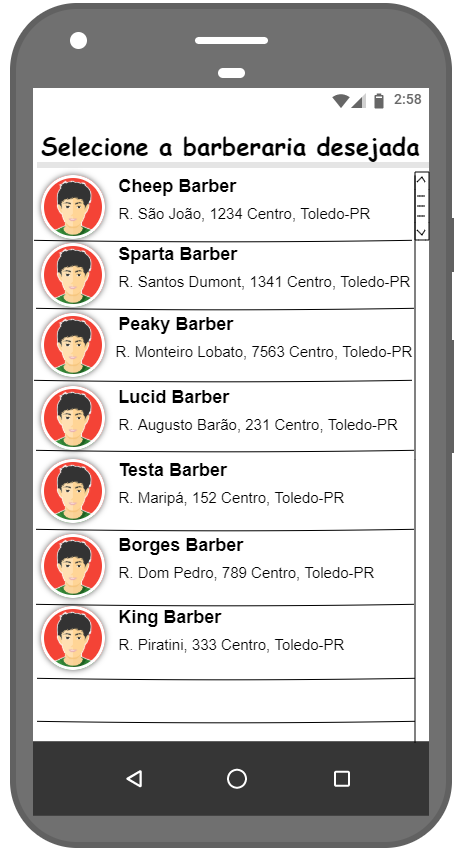 2:58
Selecione a barberaria desejada
Cheep Barber
R. São João, 1234 Centro, Toledo-PR
Sparta Barber
R. Santos Dumont, 1341 Centro, Toledo-PR
Peaky Barber
R. Monteiro Lobato, 7563 Centro, Toledo-PR
Lucid Barber
R. Augusto Barão, 231 Centro, Toledo-PR
Testa Barber
R. Maripá, 152 Centro, Toledo-PR
Borges Barber
R. Dom Pedro, 789 Centro, Toledo-PR
King Barber
R. Piratini, 333 Centro, Toledo-PR